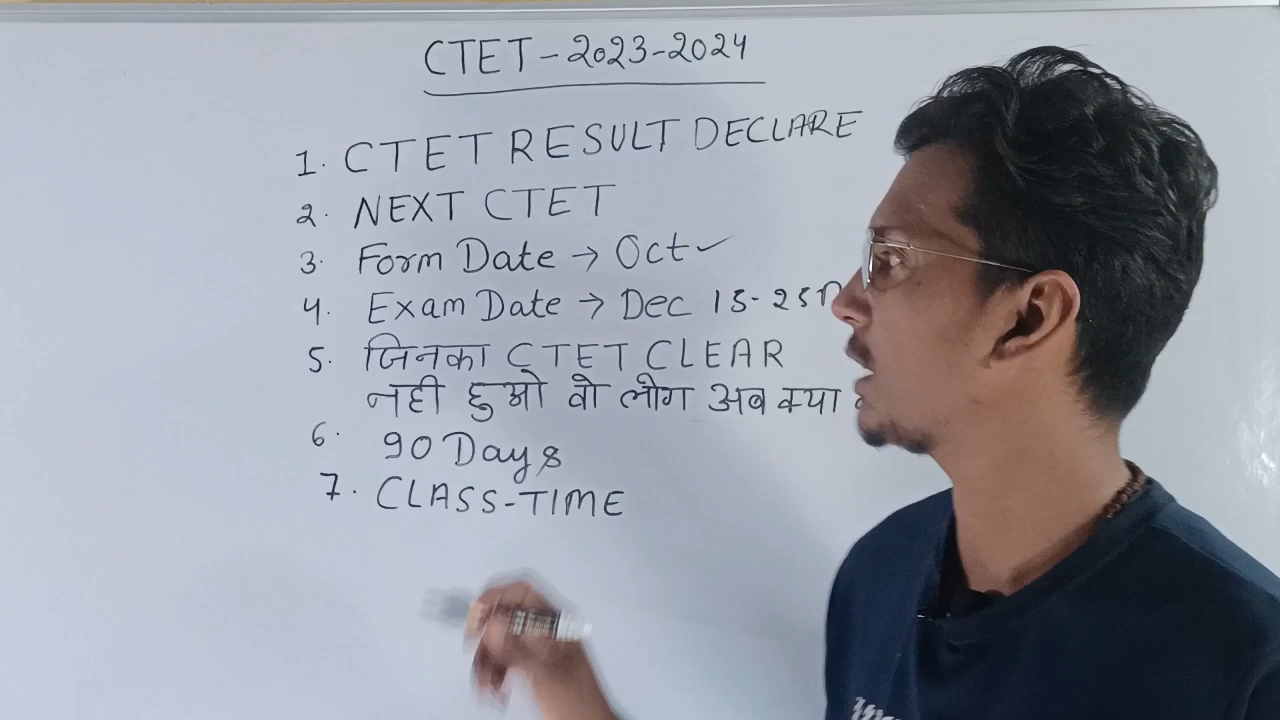 CTET-2023-2024
1. CTET RESULT DECLARE
2. NEXT CTET
3. Form Date → Oct ✓
4. Exam Date → Dec 15-25
5. जिनका CTET CLEAR
नही हुओ वो लोग अब क्या
6. 90 Days
7. CLASS-TIME